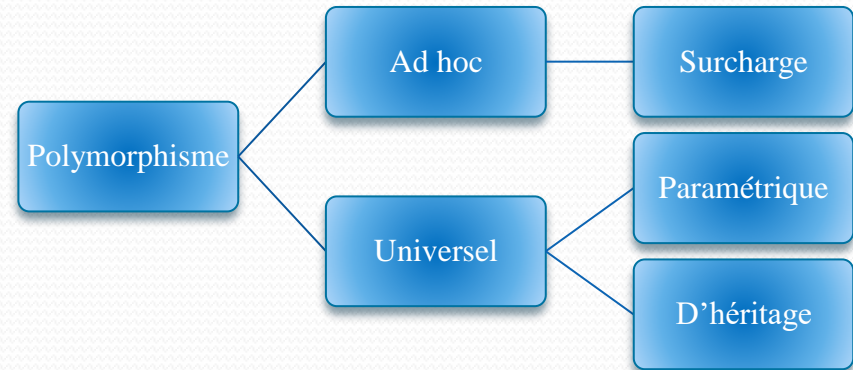 Polymorphisme
Ad hoc
Surcharge
Universel
Paramétrique
D’héritage